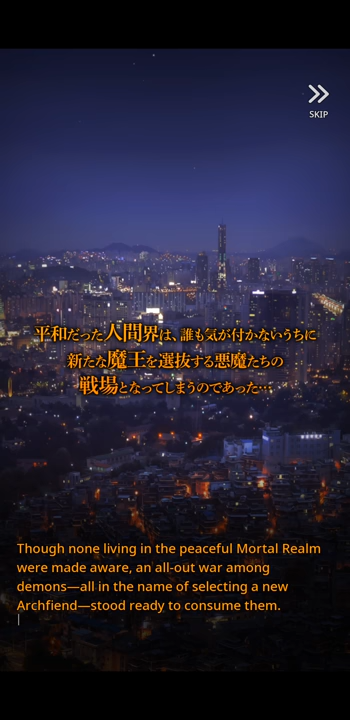 SKIP
平和だった人間界は、誰も気が付かないうちに
新たな魔王を選抜する悪魔たちの
戦場となってしまうのであった…
Though none living in the peaceful Mortal Realm
were made aware, an all-out war among
demons—all in the name of selecting a new
Archfiend—stood ready to consume them.